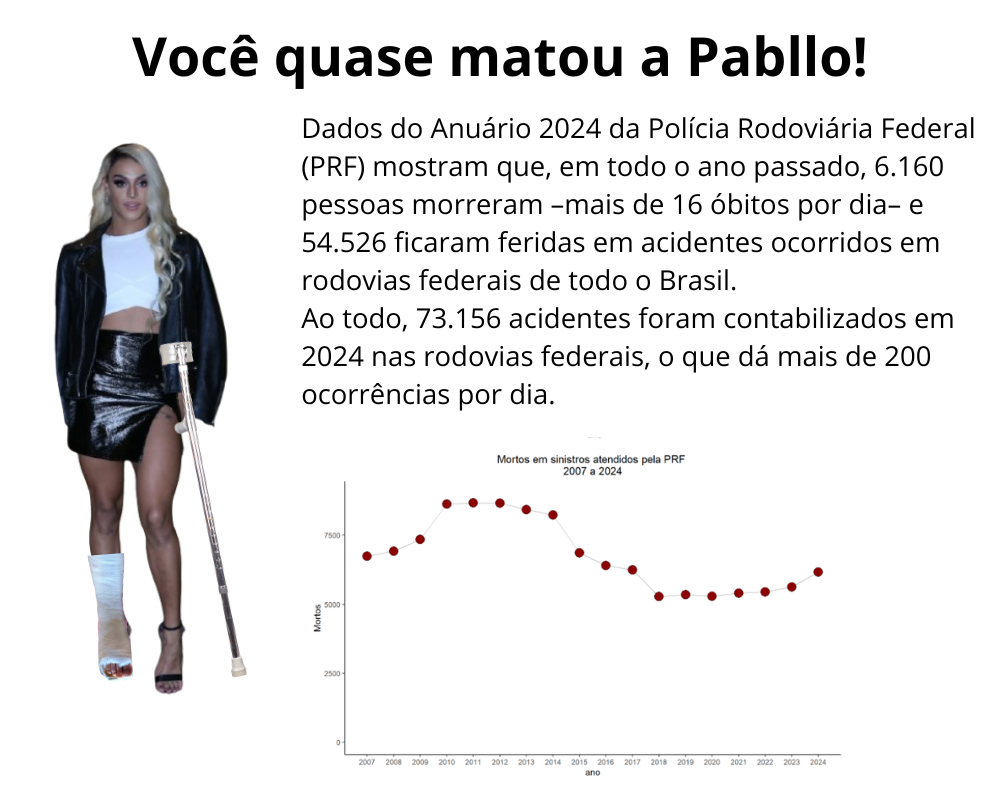 Você quase matou a Pabllo!
Dados do Anuário 2024 da Polícia Rodoviária Federal
(PRF) mostram que, em todo o ano passado, 6.160
pessoas morreram –mais de 16 óbitos por dia– e
54.526 ficaram feridas em acidentes ocorridos em
rodovias federais de todo o Brasil.
Ao todo, 73.156 acidentes foram contabilizados em
2024 nas rodovias federais, o que dá mais de 200
ocorrências por dia.
Mortos em sinistros atendidos pela PRF
2007 a 2024
7500
5000
2500
0
Mortos
2007 2008 2009 2010 2011 2012 2013 2014 2015 2016 2017 2018 2019 2020 2021 2022 2023 2024
ano